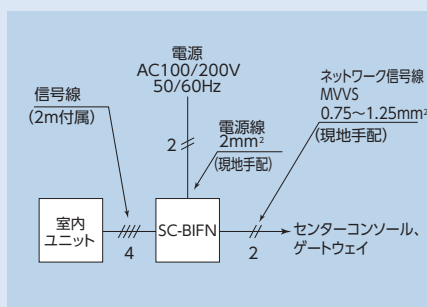 電源
AC100/200V
50/60Hz
信号線
(2m付属)
ネットワーク信号線
MVVS
0.75～1.25mm²
(現地手配)
2
電源線
2mm²
(現地手配)
室内
ユニット
4
SC-BIFN
2
センターコンソール、
ゲートウェイ